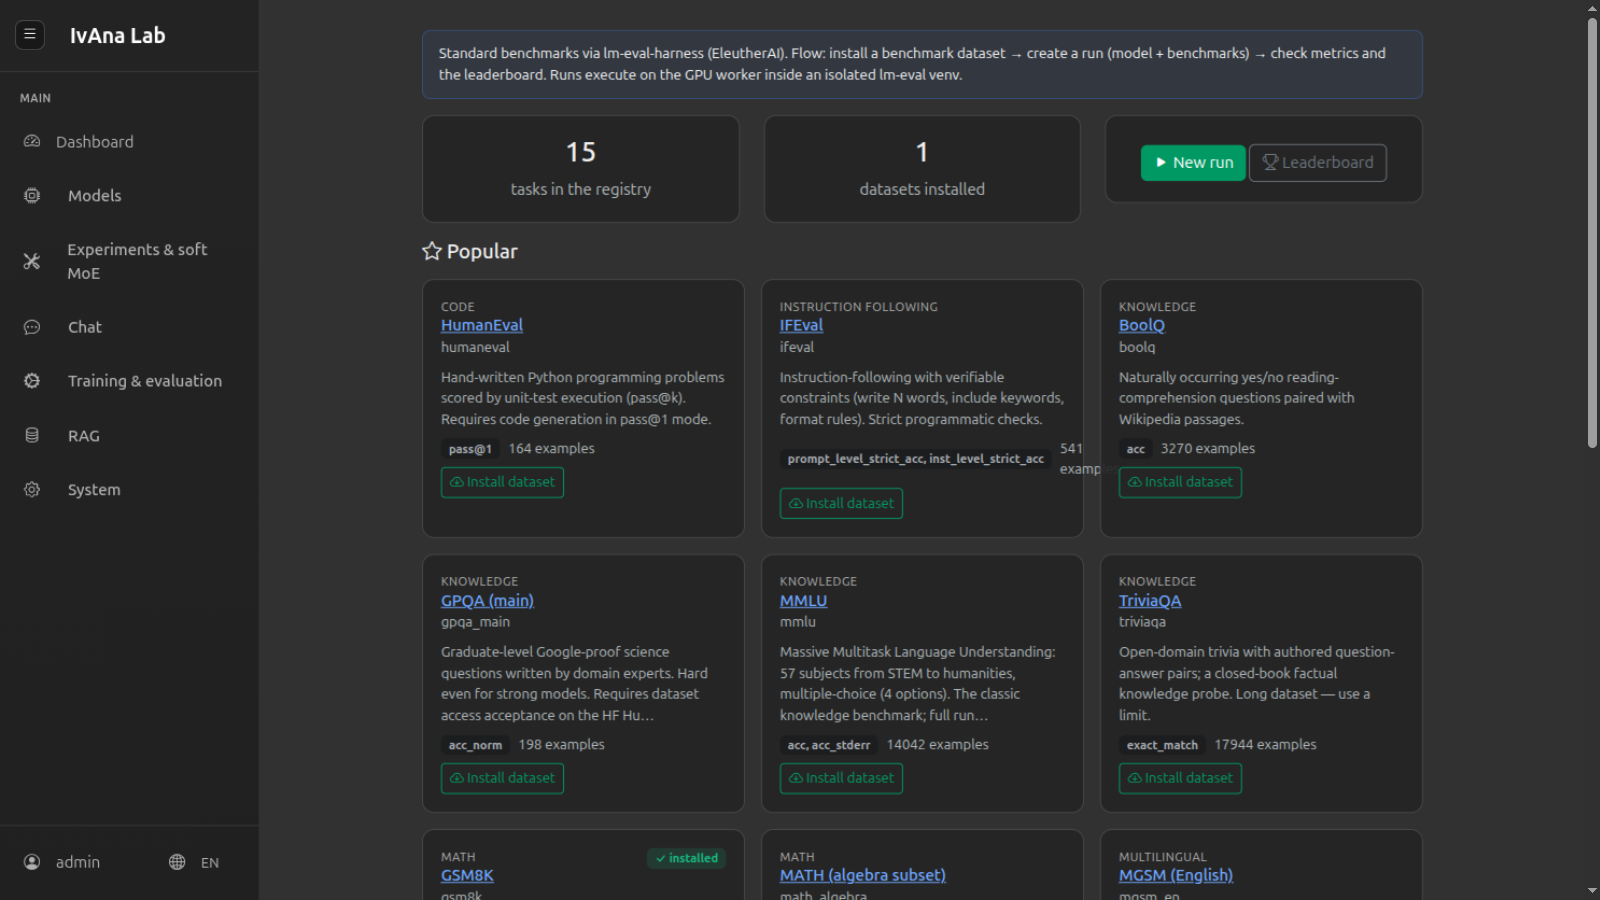 IvAna Lab
MAIN
Dashboard
Models
Experiments & soft
MoE
Chat
Training & evaluation
RAG
System
admin
EN
Standard benchmarks via lm-eval-harness (EleutherAI). Flow: install a benchmark dataset → create a run (model + benchmarks) → check metrics and
the leaderboard. Runs execute on the GPU worker inside an isolated lm-eval venv.
15
tasks in the registry
1
datasets installed
New run
Leaderboard
Popular
CODE
HumanEval
humaneval
Hand-written Python programming problems
scored by unit-test execution (pass@k).
Requires code generation in pass@1 mode.
pass@1 164 examples
Install dataset
INSTRUCTION FOLLOWING
IFEval
ifeval
Instruction-following with verifiable
constraints (write N words, include keywords,
format rules). Strict programmatic checks.
prompt_level_strict_acc, inst_level_strict_acc 541
examples
Install dataset
KNOWLEDGE
BoolQ
boolq
Naturally occurring yes/no reading-
comprehension questions paired with
Wikipedia passages.
acc 3270 examples
Install dataset
KNOWLEDGE
GPQA (main)
gpqa_main
Graduate-level Google-proof science
questions written by domain experts. Hard
even for strong models. Requires dataset
access acceptance on the HF Hu…
acc_norm 198 examples
Install dataset
KNOWLEDGE
MMLU
mmlu
Massive Multitask Language Understanding:
57 subjects from STEM to humanities,
multiple-choice (4 options). The classic
knowledge benchmark; full run…
acc, acc_stderr 14042 examples
Install dataset
KNOWLEDGE
TriviaQA
triviaqa
Open-domain trivia with authored question-
answer pairs; a closed-book factual
knowledge probe. Long dataset — use a
limit.
exact_match 17944 examples
Install dataset
MATH
installed
GSM8K
gsm8k
MATH
MATH (algebra subset)
math_algebra
MULTILINGUAL
MGSM (English)
mgsm_en